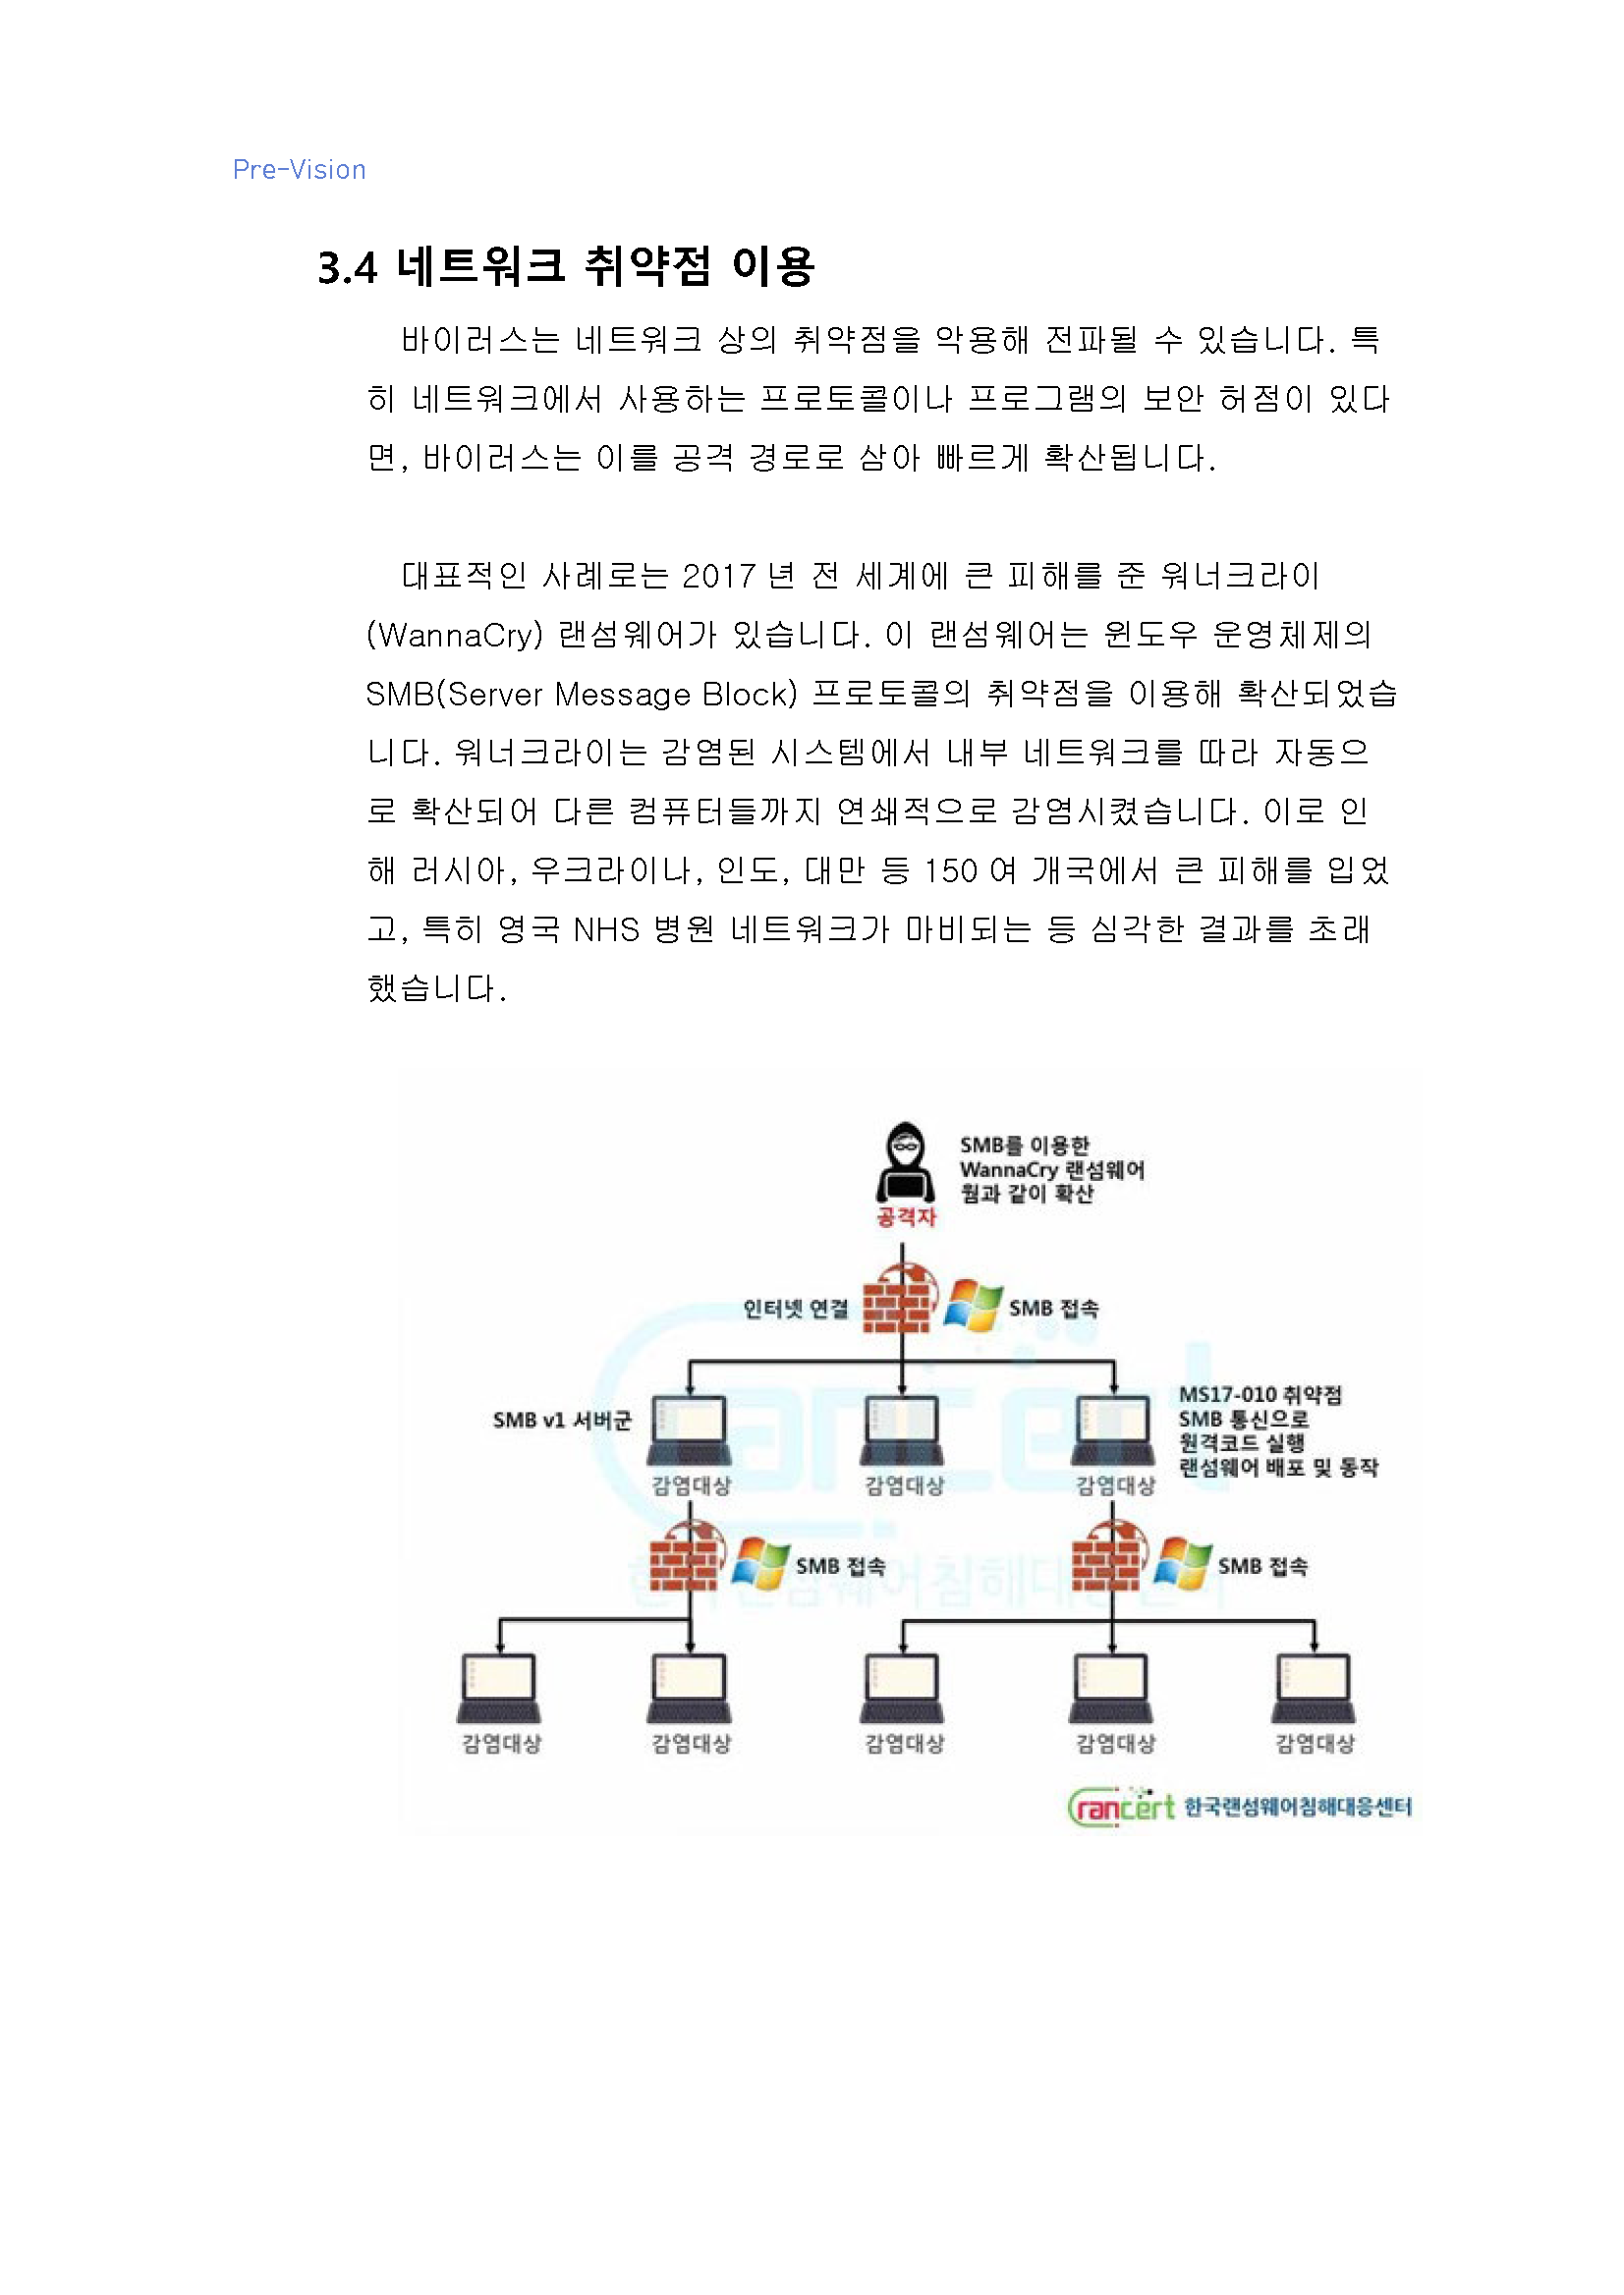 Pre-Vision
3.4 네트워크 취약점 이용
바이러스는 네트워크 상의 취약점을 악용해 전파될 수 있습니다. 특
히 네트워크에서 사용하는 프로토콜이나 프로그램의 보안 허점이 있다
면, 바이러스는 이를 공격 경로로 삼아 빠르게 확산됩니다.
대표적인 사례로는 2017 년 전 세계에 큰 피해를 준 워너크라이
(WannaCry) 랜섬웨어가 있습니다. 이 랜섬웨어는 윈도우 운영체제의
SMB(Server Message Block) 프로토콜의 취약점을 이용해 확산되었습
니다. 워너크라이는 감염된 시스템에서 내부 네트워크를 따라 자동으
로 확산되어 다른 컴퓨터들까지 연쇄적으로 감염시켰습니다. 이로 인
해 러시아, 우크라이나, 인도, 대만 등 150 여 개국에서 큰 피해를 입었
고, 특히 영국 NHS 병원 네트워크가 마비되는 등 심각한 결과를 초래
했습니다.
SMB를 이용한
WannaCry 랜섬웨어
웜과 같이 확산
공격자
인터넷 연결
SMB 접속
SMB v1 서버군
MS17-010 취약점
SMB 통신으로
원격코드 실행
랜섬웨어 배포 및 동작
감염대상
감염대상
감염대상
SMB 접속
SMB 접속
감염대상
감염대상
감염대상
감염대상
감염대상
rancert 한국랜섬웨어침해대응센터